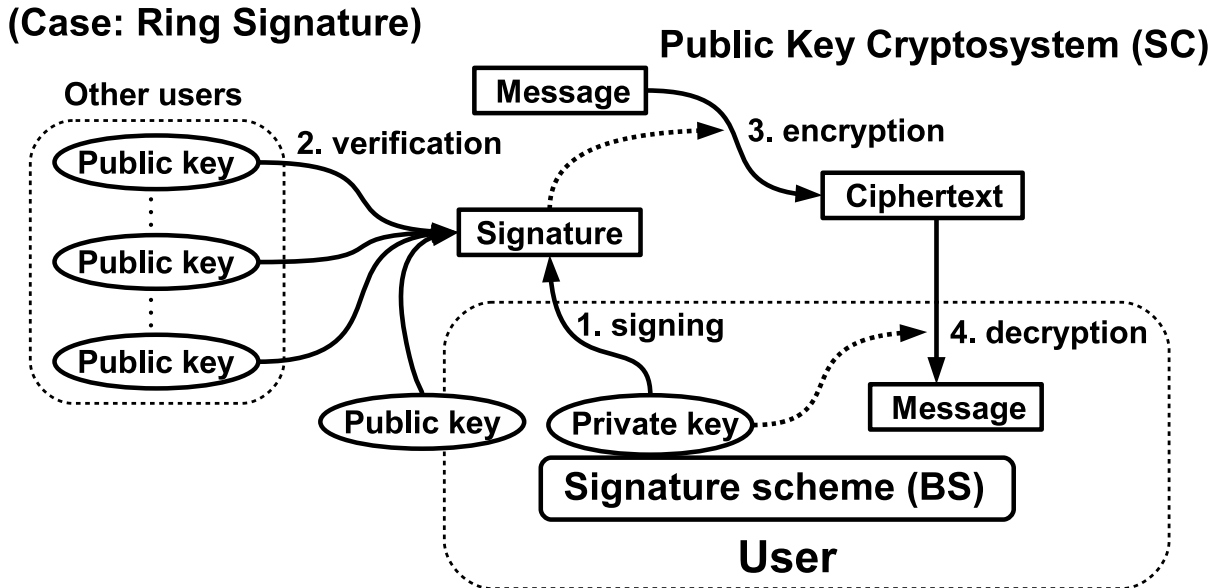 (Case: Ring Signature)
Public Key Cryptosystem (SC)
Other users
Message
Public key
2. verification
3. encryption
Ciphertext
Signature
Public key
1. signing
4. decryption
Public key
Public key
Private key
Message
Signature scheme (BS)
User